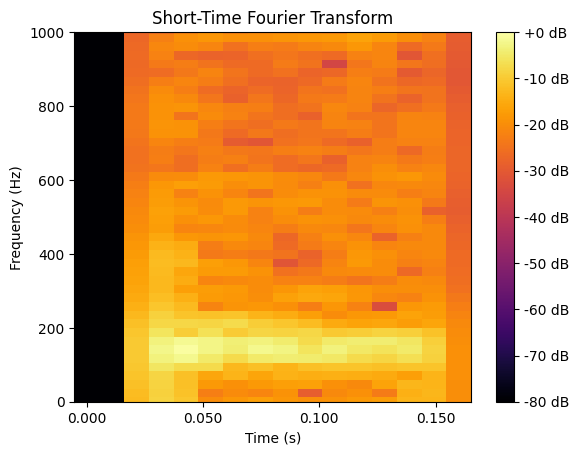 Short-Time Fourier Transform
1000
800
600
400
200
0
Frequency (Hz)
0.000
0.050
0.100
0.150
Time (s)
+0 dB
-10 dB
-20 dB
-30 dB
-40 dB
-50 dB
-60 dB
-70 dB
-80 dB